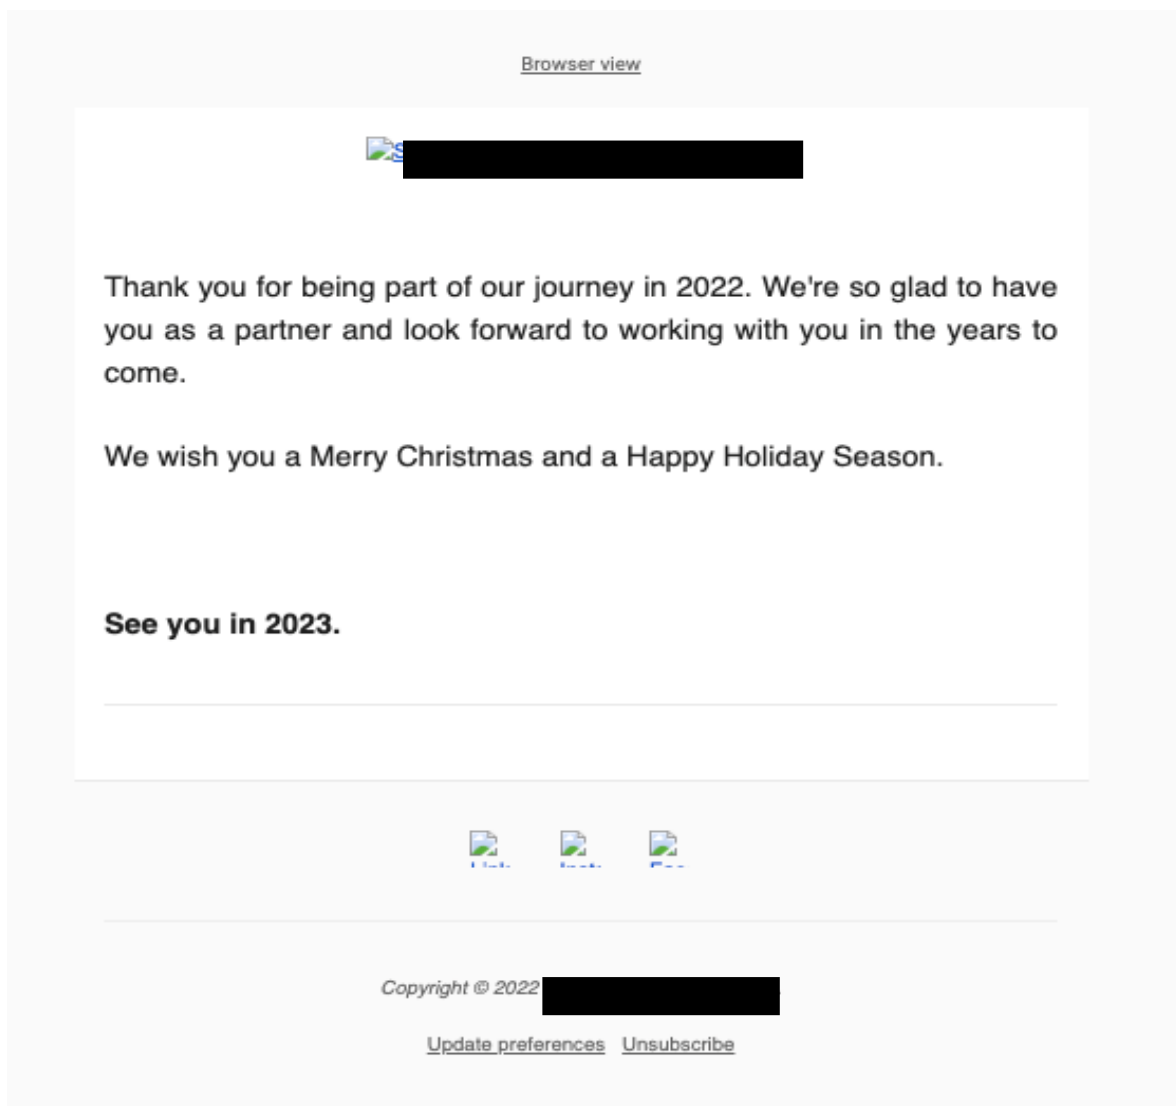 Browser view
Thank you for being part of our journey in 2022. We're so glad to have
you as a partner and look forward to working with you in the years to
come.
We wish you a Merry Christmas and a Happy Holiday Season.
See you in 2023.
Copyright © 2022
Update preferences Unsubscribe